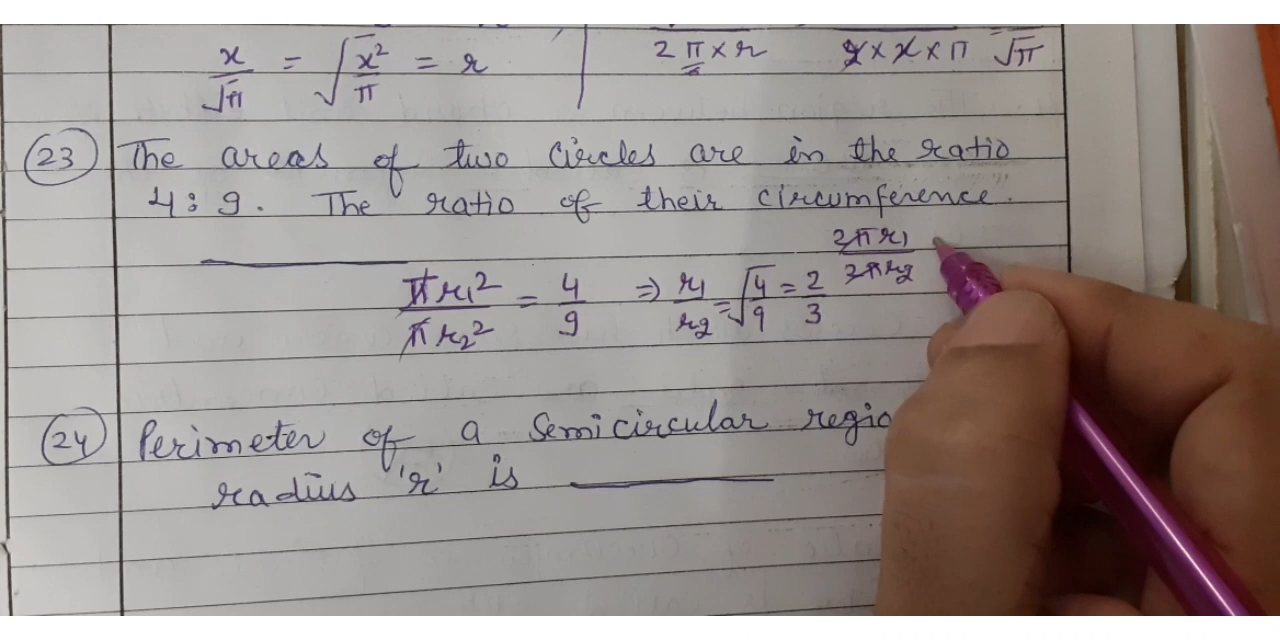 x/√π = √x²/π = r
2π×r 2×x×π √π
23 The areas of two circles are in the ratio
4:9. The ratio of their circumference.
2πr₁/2πr₂
πr₁²/πr₂² = 4/9 ⇒ r₁/r₂ = √4/9 = 2/3
24 Perimeter of a semicircular regio
radius 'r' is